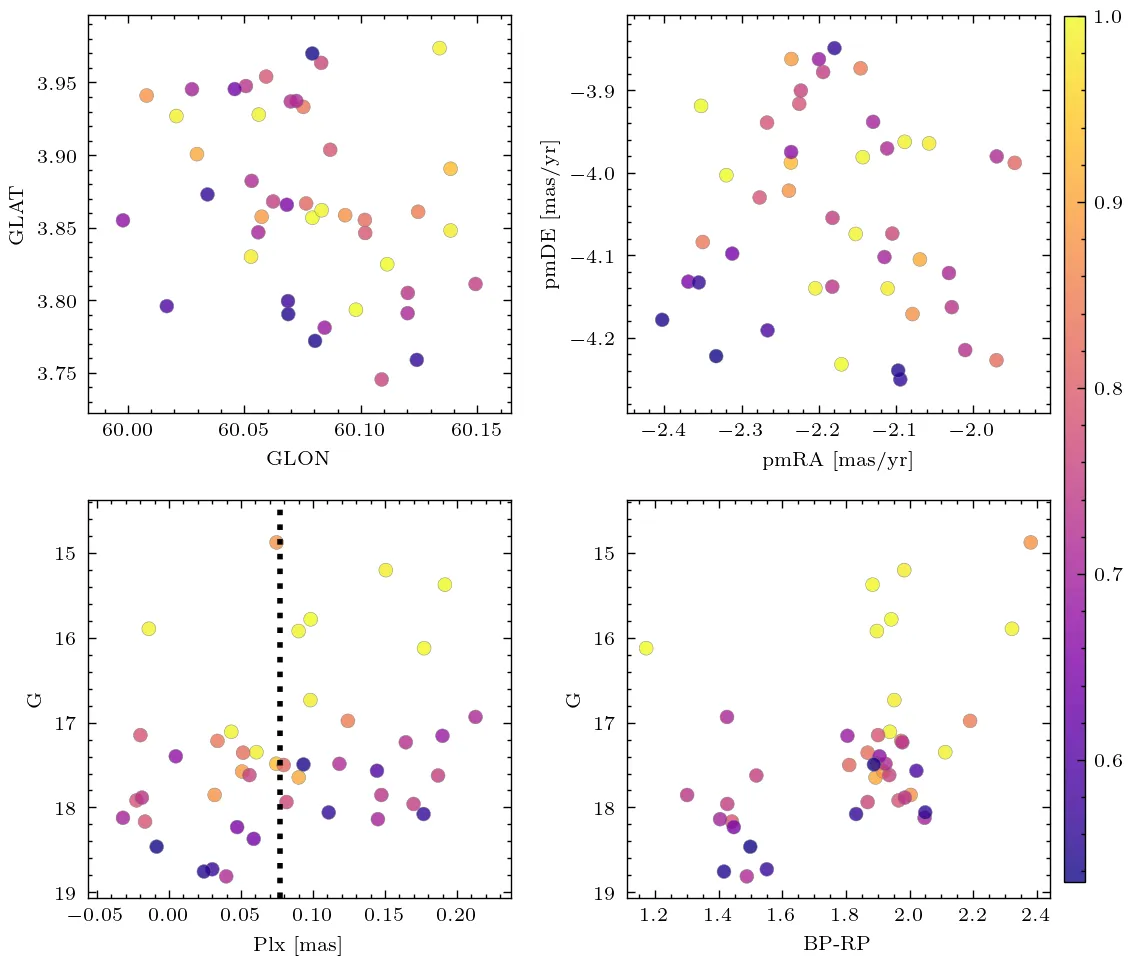 3.95
3.90
3.85
3.80
3.75
GLAT
60.00 60.05 60.10 60.15
GLON
−3.9
−4.0
−4.1
−4.2
pmDE [mas/yr]
−2.4 −2.3 −2.2 −2.1 −2.0
pmRA [mas/yr]
15
16
17
18
19
G
−0.05 0.00 0.05 0.10 0.15 0.20
Plx [mas]
15
16
17
18
19
G
1.2 1.4 1.6 1.8 2.0 2.2 2.4
BP-RP
1.0
0.9
0.8
0.7
0.6